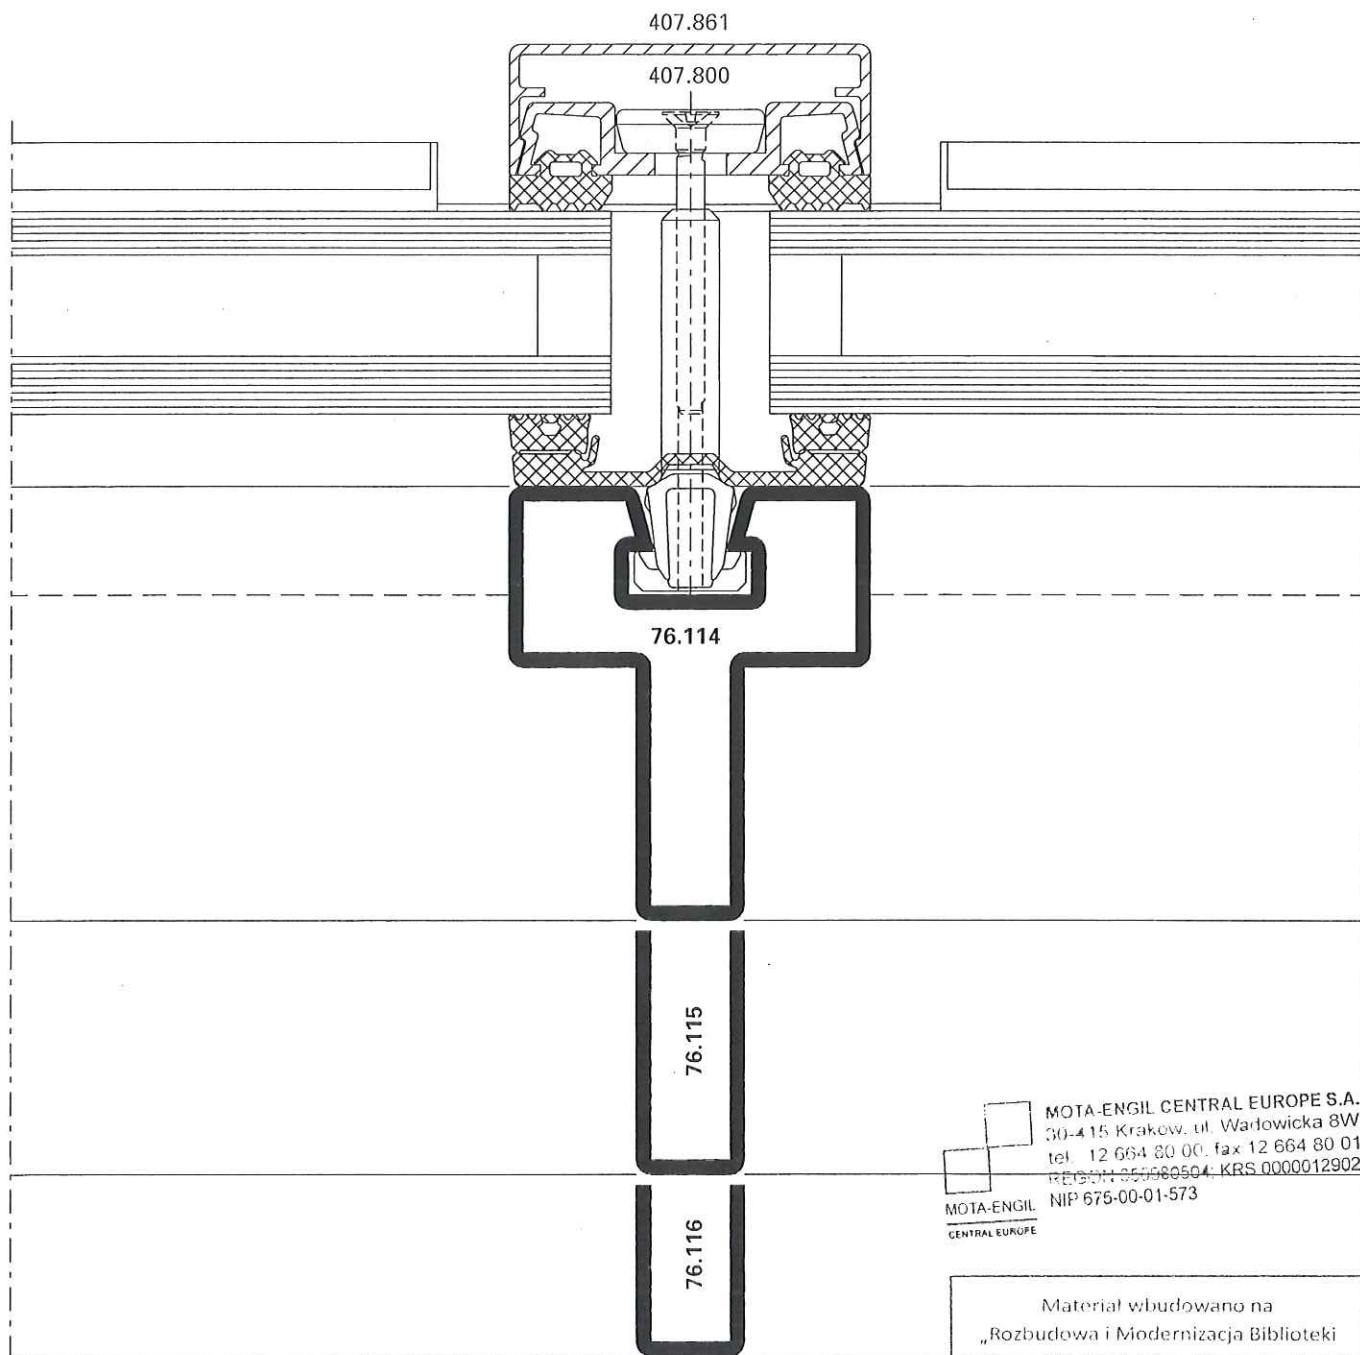 407.861
407.800
76.114
76.115
76.116
MOTA-ENGIL CENTRAL EUROPE S.A.
30-415 Kraków, ul. Wadowicka 8W
tel. 12 664 80 00, fax 12 664 80 01
KRS 0000012902
NIP 675-00-01-573
MOTA-ENGIL
CENTRAL EUROPE
Materiał wbudowano na
„Rozbudowa i Modernizacja Biblioteki